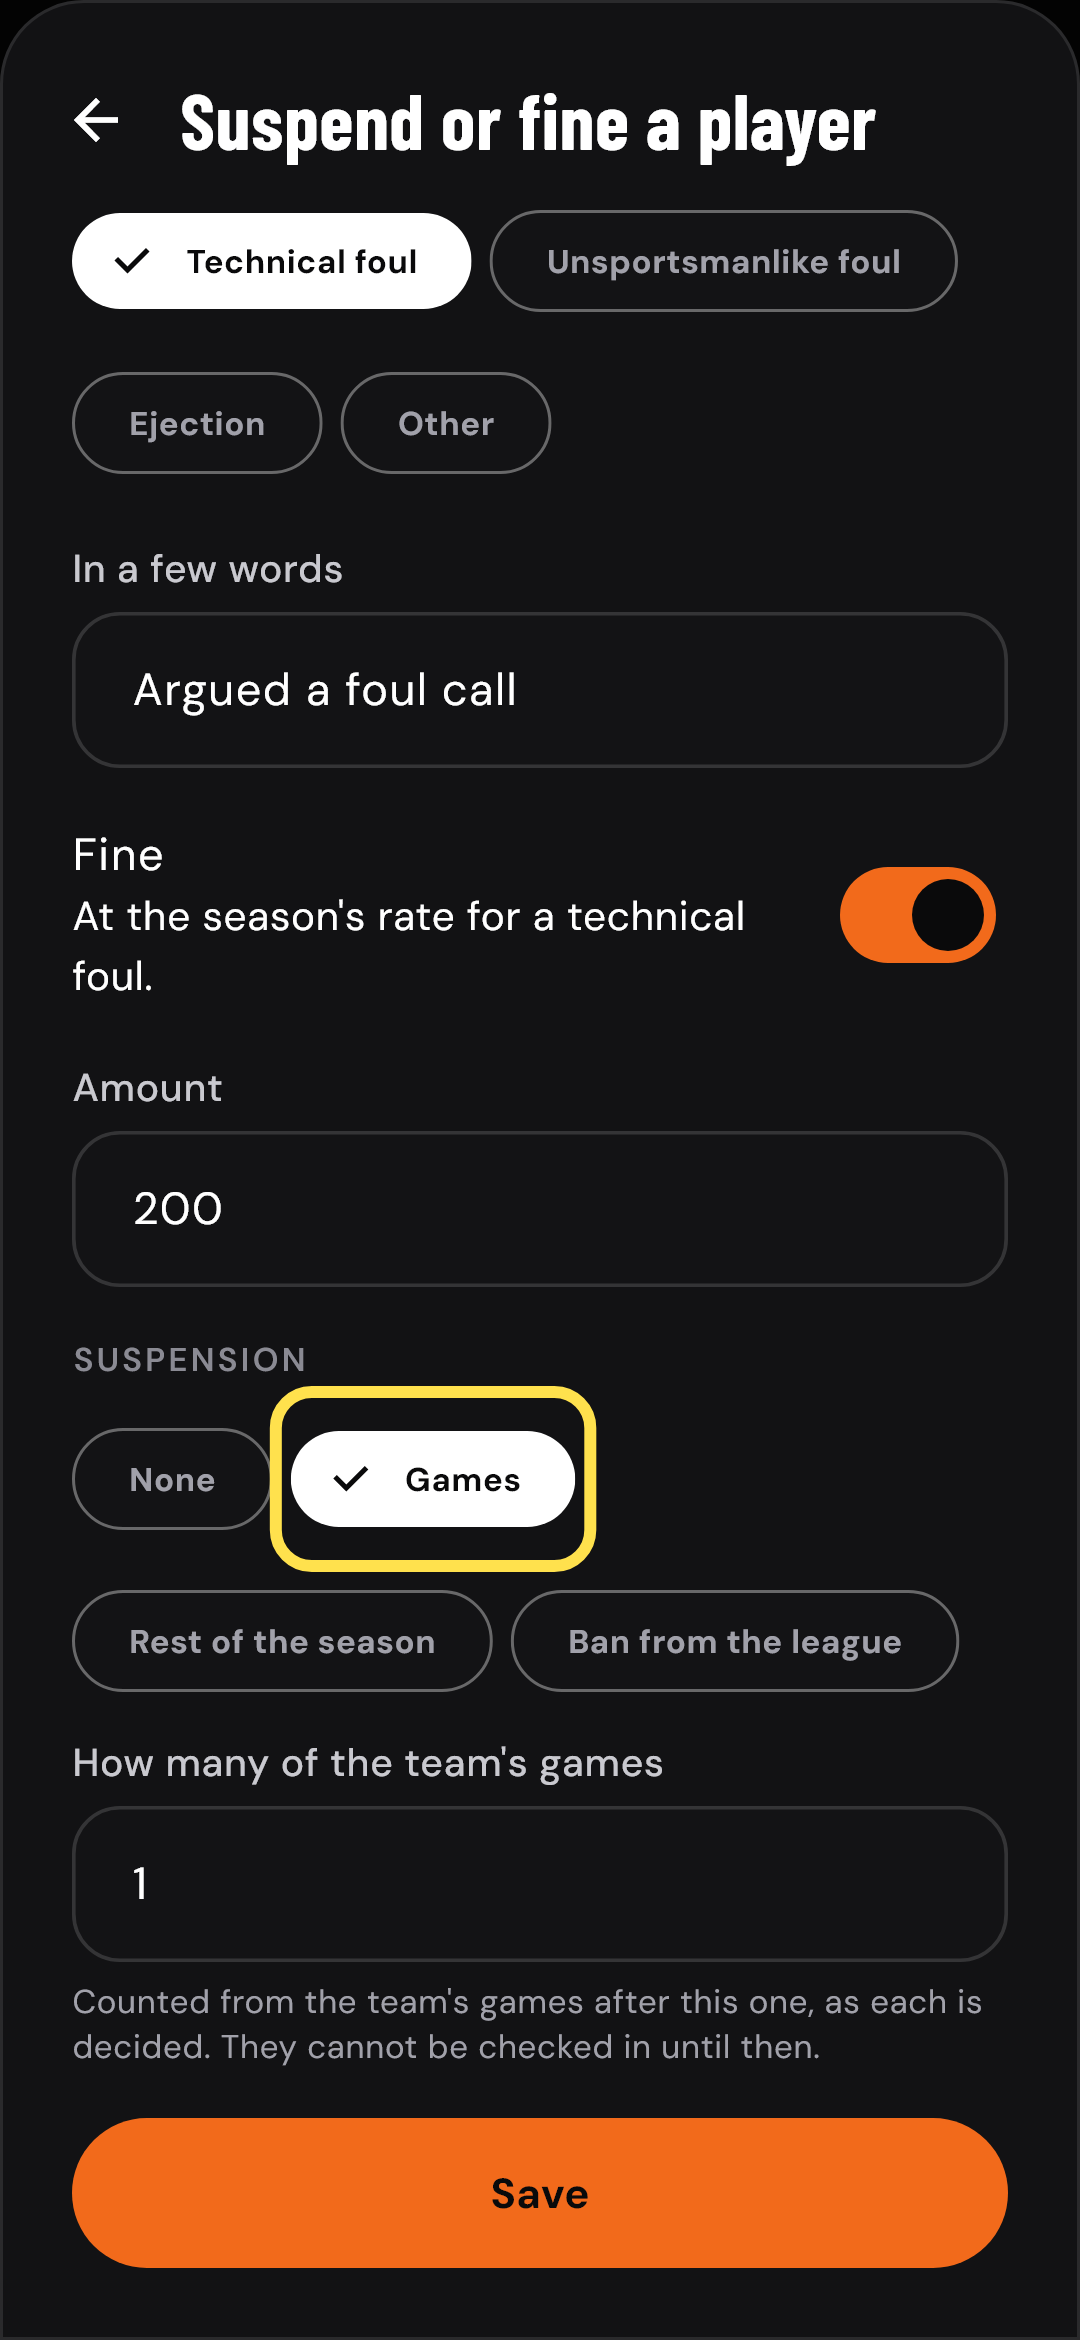 Suspend or fine a player
Technical foul
Unsportsmanlike foul
Ejection
Other
In a few words
Argued a foul call
Fine
At the season's rate for a technical
foul.
Amount
200
SUSPENSION
None
Games
Rest of the season
Ban from the league
How many of the team's games
1
Counted from the team's games after this one, as each is
decided. They cannot be checked in until then.
Save